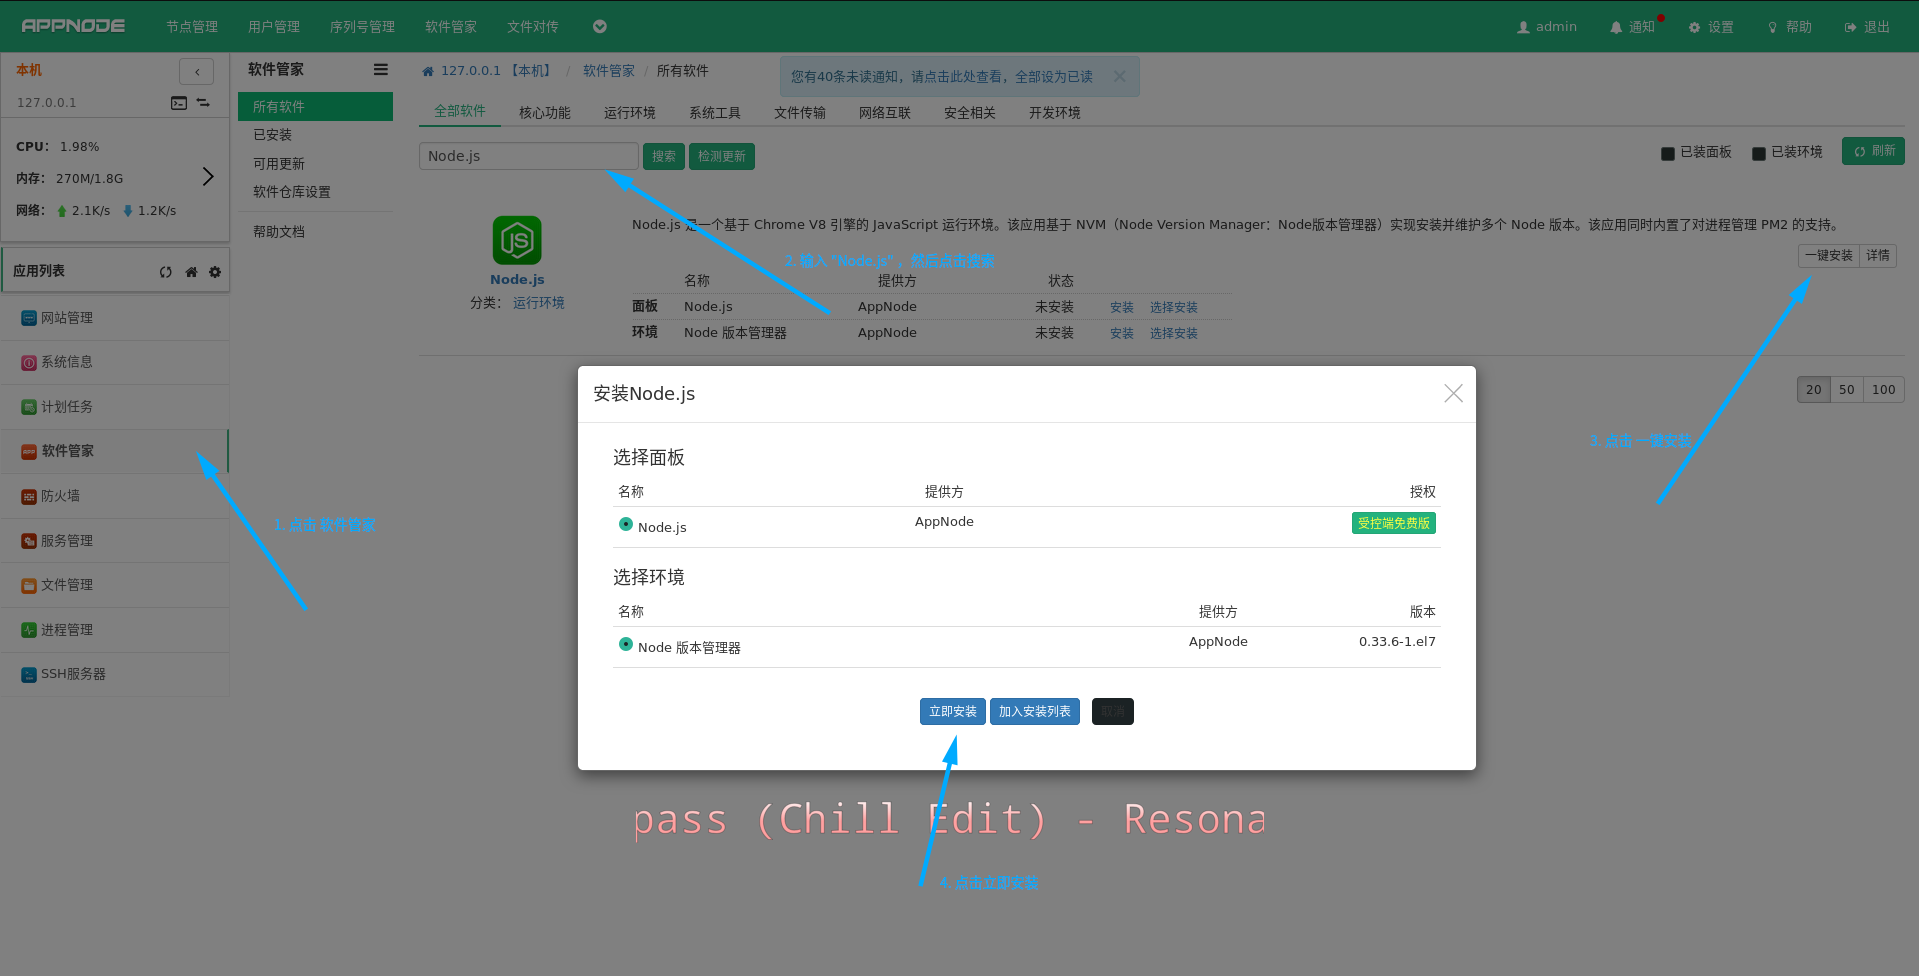 APPNODE 节点管理 用户管理 序列号管理 软件管家 文件对传 admin 通知 设置 帮助 退出
本机
127.0.0.1
CPU: 1.98%
内存: 270M/1.8G
网络: 2.1K/s 1.2K/s
应用列表
网站管理
系统信息
计划任务
软件管家
防火墙
服务管理
文件管理
进程管理
SSH服务器
软件管家
所有软件
已安装
可用更新
软件仓库设置
帮助文档
127.0.0.1 【本机】 / 软件管家 / 所有软件
您有40条未读通知，请点击此处查看，全部设为已读
全部软件 核心功能 运行环境 系统工具 文件传输 网络互联 安全相关 开发环境
Node.js 搜索 检测更新 已装面板 已装环境 刷新
Node.js 是一个基于 Chrome V8 引擎的 JavaScript 运行环境。该应用基于 NVM（Node Version Manager：Node版本管理器）实现安装并维护多个 Node 版本。该应用同时内置了对进程管理 PM2 的支持。
一键安装 详情
Node.js
分类： 运行环境
名称 提供方 状态
面板 Node.js AppNode 未安装 安装 选择安装
环境 Node 版本管理器 AppNode 未安装 安装 选择安装
20 50 100
1. 点击 软件管家
2. 输入 "Node.js" ，然后点击搜索
3. 点击 一键安装
安装Node.js
选择面板
名称 提供方 授权
Node.js AppNode 受控端免费版
选择环境
名称 提供方 版本
Node 版本管理器 AppNode 0.33.6-1.el7
立即安装 加入安装列表 取消
pass (Chill Edit) - Resona
4. 点击立即安装